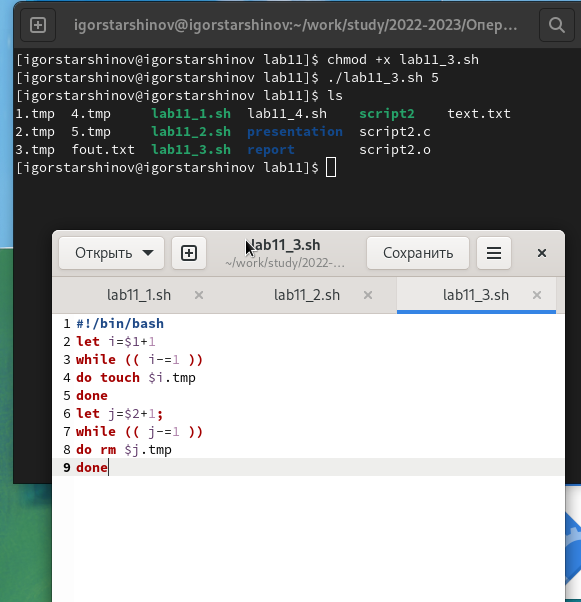 igorstarshinov@igorstarshinov:~/work/study/2022-2023/Опер...
[igorstarshinov@igorstarshinov lab11]$ chmod +x lab11_3.sh
[igorstarshinov@igorstarshinov lab11]$ ./lab11_3.sh 5
[igorstarshinov@igorstarshinov lab11]$ ls
1.tmp 4.tmp lab11_1.sh lab11_4.sh script2 text.txt
2.tmp 5.tmp lab11_2.sh presentation script2.c
3.tmp fout.txt lab11_3.sh report script2.o
[igorstarshinov@igorstarshinov lab11]$
Открыть lab11_3.sh Сохранить
~/work/study/2022-...
lab11_1.sh × lab11_2.sh × lab11_3.sh ×
1 #!/bin/bash
2 let i=$1+1
3 while (( i-=1 ))
4 do touch $i.tmp
5 done
6 let j=$2+1;
7 while (( j-=1 ))
8 do rm $j.tmp
9 done